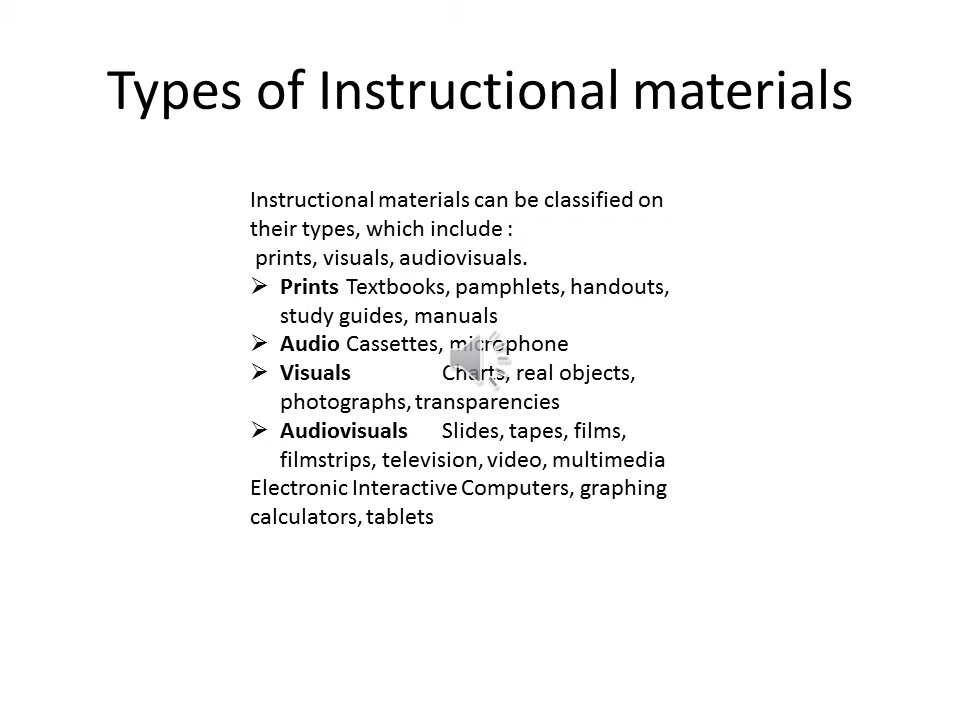 Types of Instructional materials
Instructional materials can be classified on
their types, which include :
prints, visuals, audiovisuals.
➢ Prints Textbooks, pamphlets, handouts,
study guides, manuals
➢ Audio Cassettes, microphone
➢ Visuals Charts, real objects,
photographs, transparencies
➢ Audiovisuals Slides, tapes, films,
filmstrips, television, video, multimedia
Electronic Interactive Computers, graphing
calculators, tablets